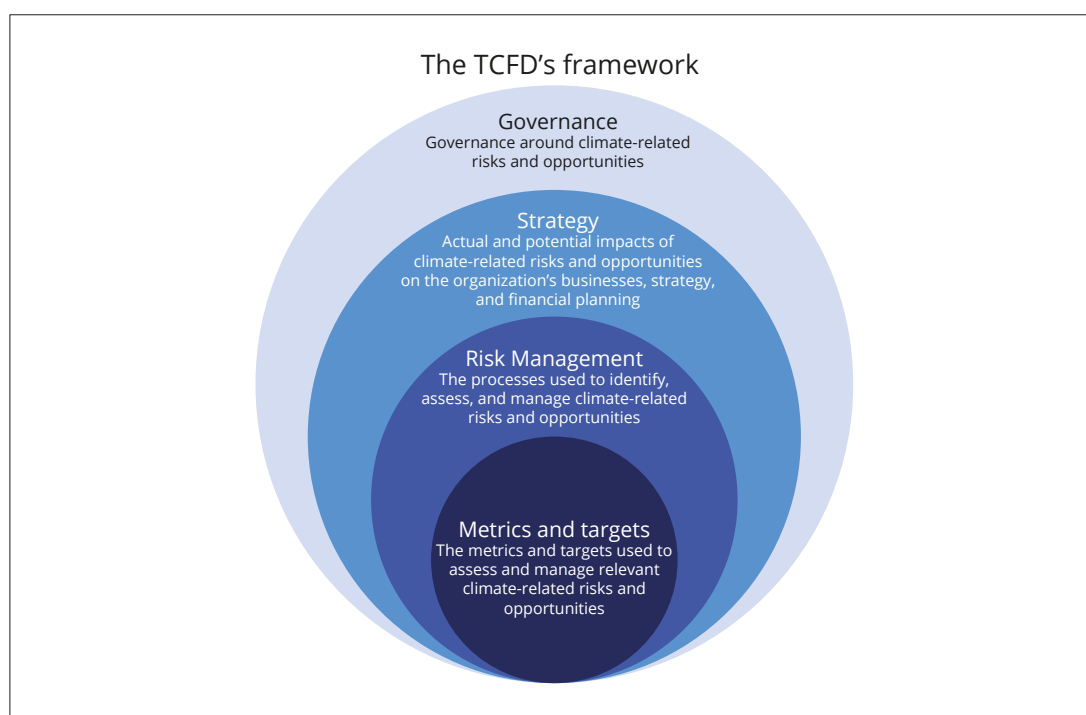 The TCFD’s framework
Governance
Governance around climate-related
risks and opportunities
Strategy
Actual and potential impacts of
climate-related risks and opportunities
on the organization’s businesses, strategy,
and financial planning
Risk Management
The processes used to identify,
assess, and manage climate-related
risks and opportunities
Metrics and targets
The metrics and targets used to
assess and manage relevant
climate-related risks and
opportunities